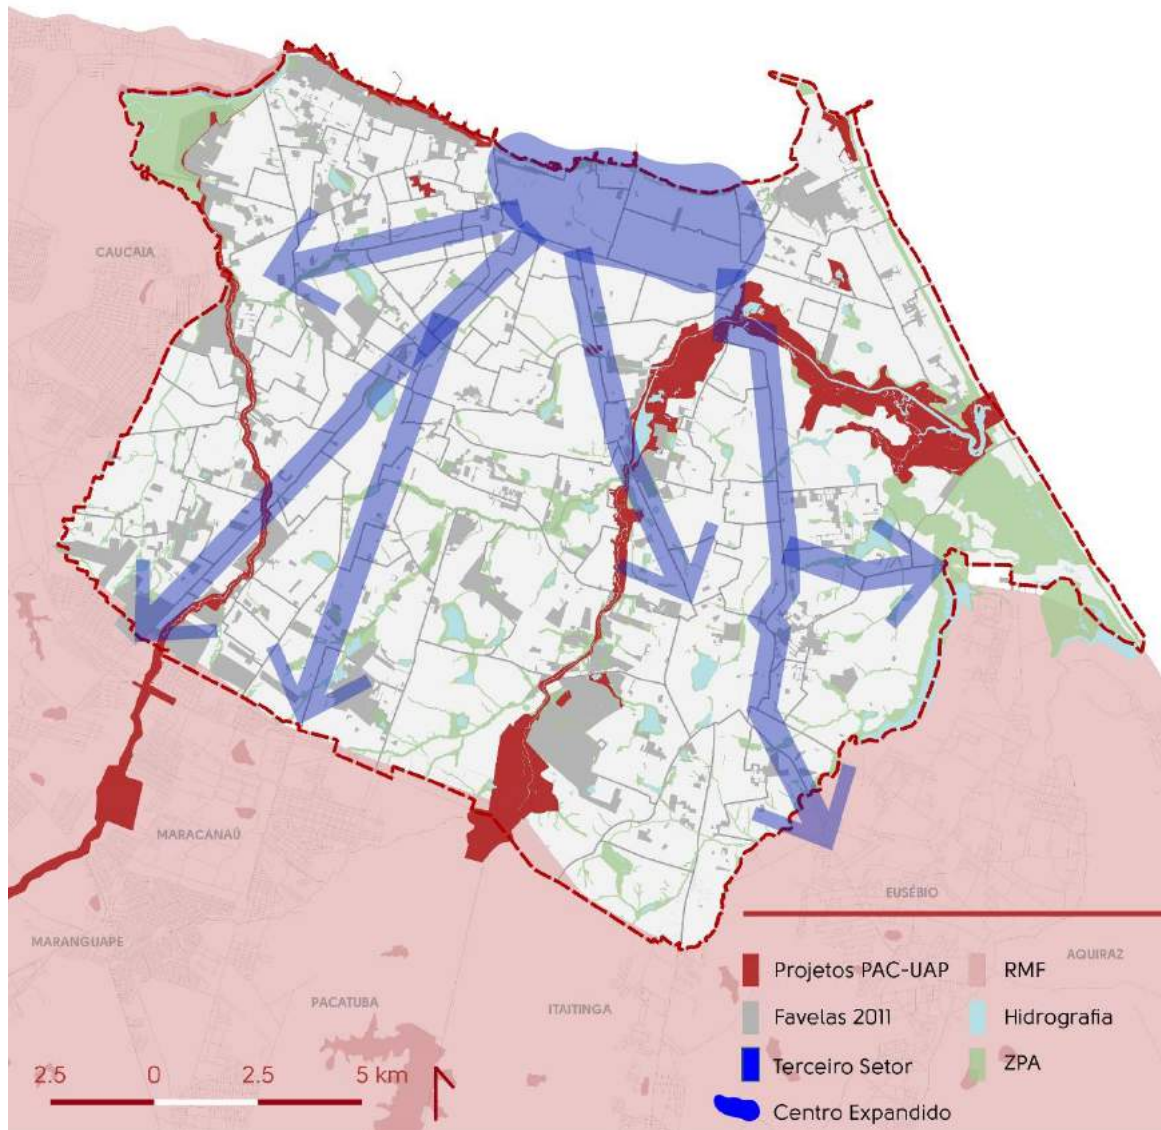 CAUCAIA
MARACANAÚ
EUSÉBIO
MARANGUAPE
AQUIRAZ
PACATUBA
ITAITINGA
Projetos PAC-UAP
RMF
Favelas 2011
Hidrografia
Terceiro Setor
ZPA
Centro Expandido
2.5 0 2.5 5 km